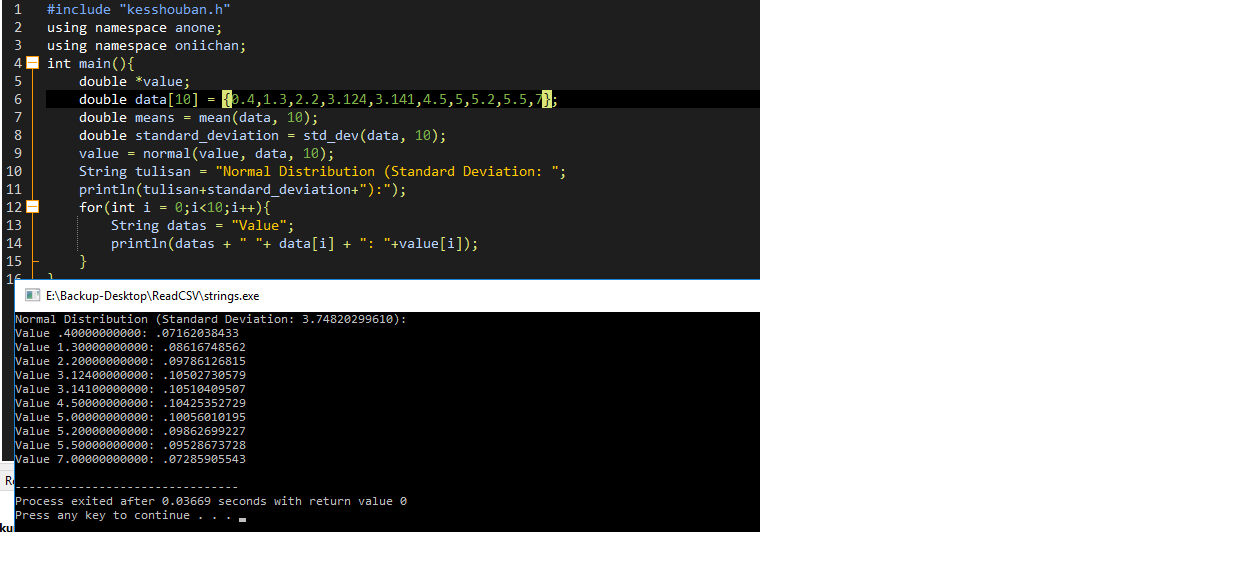 1 #include "kesshouban.h"
2 using namespace anone;
3 using namespace oniichan;
4 int main(){
5 double *value;
6 double data[10] = {0.4,1.3,2.2,3.124,3.141,4.5,5,5.2,5.5,7};
7 double means = mean(data, 10);
8 double standard_deviation = std_dev(data, 10);
9 value = normal(value, data, 10);
10 String tulisan = "Normal Distribution (Standard Deviation: ";
11 println(tulisan+standard_deviation+"):");
12 for(int i = 0;i<10;i++){
13 String datas = "Value";
14 println(datas + " "+ data[i] + ": "+value[i]);
15 }
16 }
E:\Backup-Desktop\ReadCSV\strings.exe
Normal Distribution (Standard Deviation: 3.74820299610):
Value .40000000000: .07162038433
Value 1.30000000000: .08616748562
Value 2.20000000000: .09786126815
Value 3.12400000000: .10502730579
Value 3.14100000000: .10510409507
Value 4.50000000000: .10425352729
Value 5.00000000000: .10056010195
Value 5.20000000000: .09862699227
Value 5.50000000000: .09528673728
Value 7.00000000000: .07285905543
--------------------------------
Process exited after 0.03669 seconds with return value 0
Press any key to continue . . .